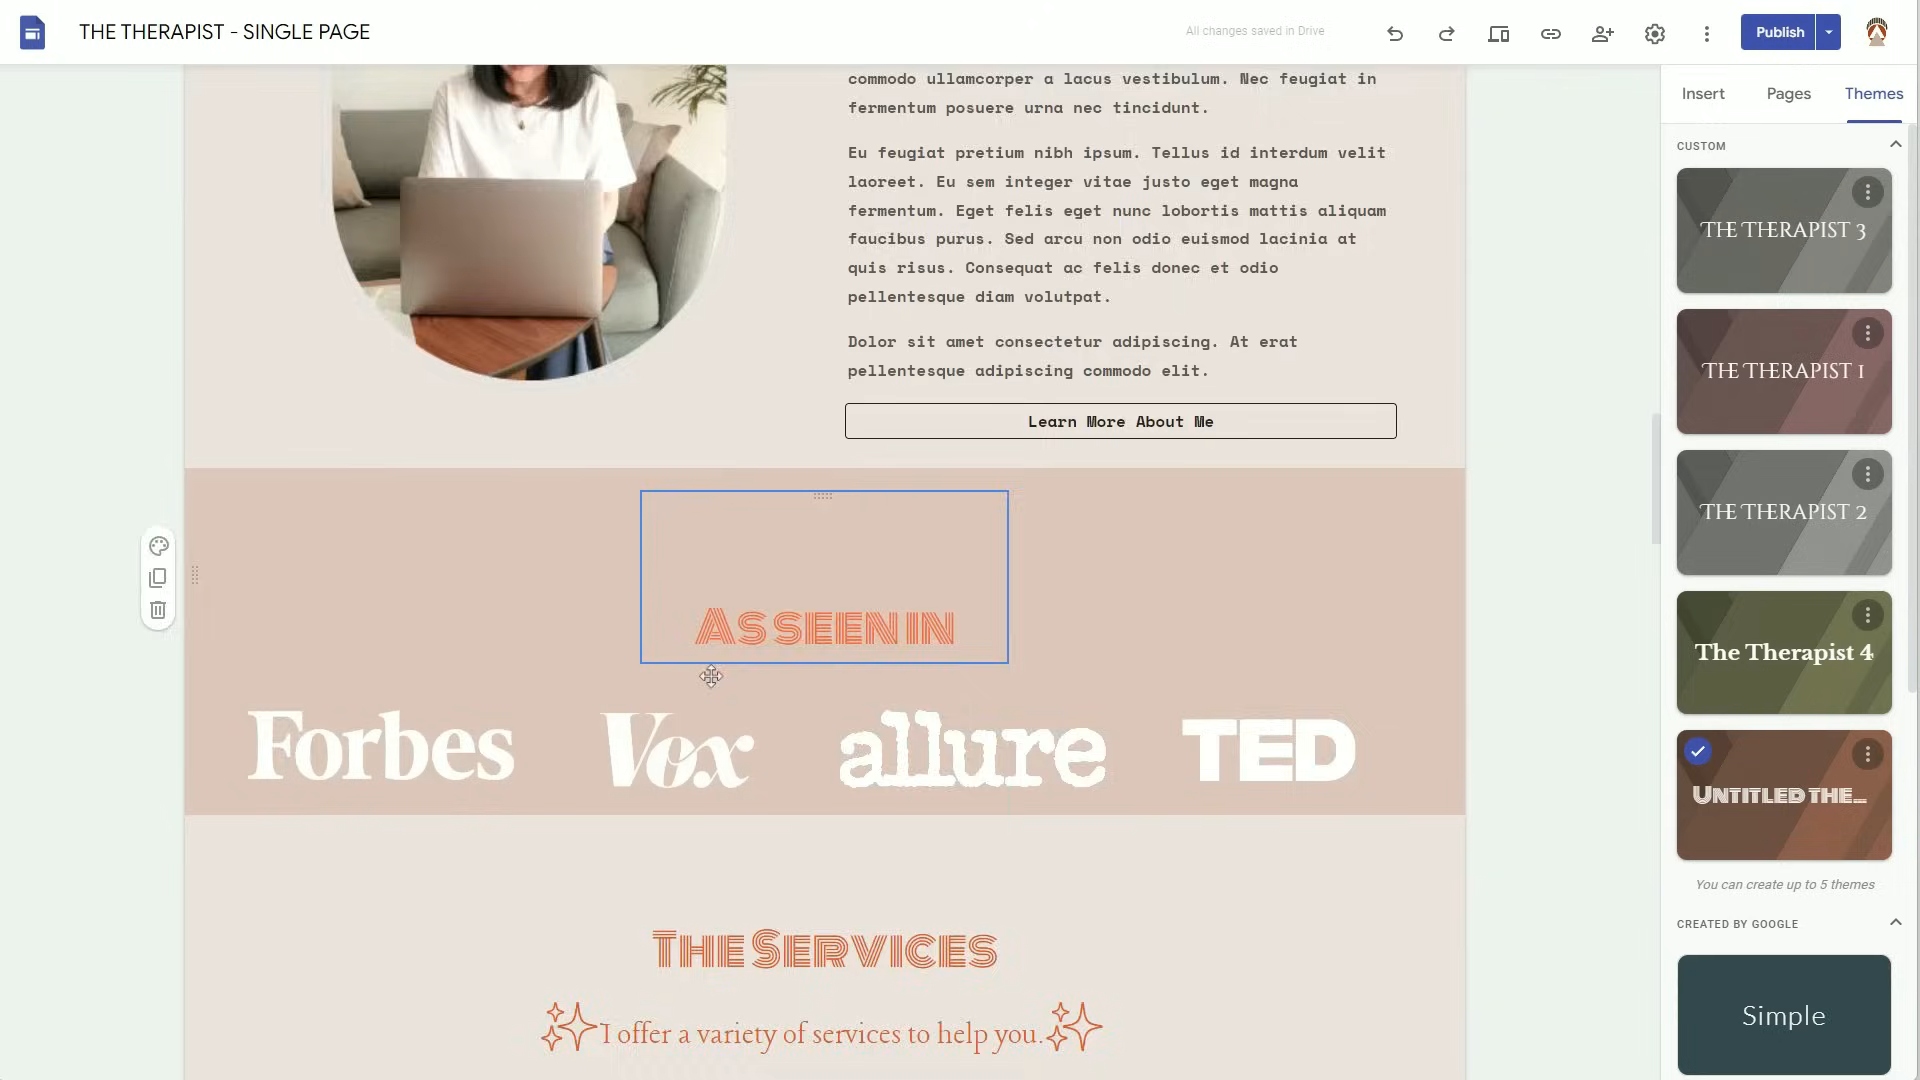 THE THERAPIST - SINGLE PAGE
All changes saved in Drive
Publish
Insert
Pages
Themes
commodo ullamcorper a lacus vestibulum. Nec feugiat in
fermentum posuere urna nec tincidunt.
Eu feugiat pretium nibh ipsum. Tellus id interdum velit
laoreet. Eu sem integer vitae justo eget magna
fermentum. Eget felis eget nunc lobortis mattis aliquam
faucibus purus. Sed arcu non odio euismod lacinia at
quis risus. Consequat ac felis donec et odio
pellentesque diam volutpat.
Dolor sit amet consectetur adipiscing. At erat
pellentesque adipiscing commodo elit.
Learn More About Me
As seen in
Forbes
Vox
allure
TED
The Services
I offer a variety of services to help you.
CUSTOM
The Therapist 3
The Therapist 1
The Therapist 2
The Therapist 4
Untitled the...
You can create up to 5 themes
CREATED BY GOOGLE
Simple